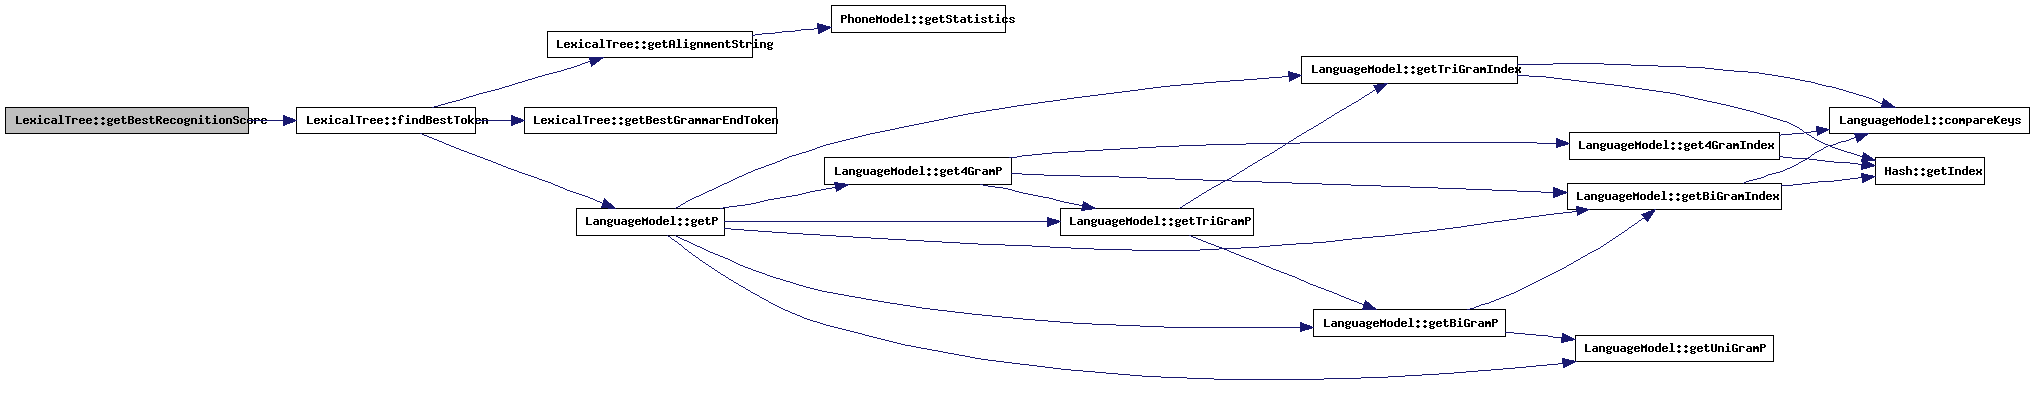 PhoneModel::getStatistics
LexicalTree::getAlignmentString
LanguageModel::getTriGramIndex
LexicalTree::getBestRecognitionScore
LexicalTree::findBestToken
LexicalTree::getBestGrammarEndToken
LanguageModel::compareKeys
LanguageModel::get4GramIndex
LanguageModel::get4GramP
Hash::getIndex
LanguageModel::getBiGramIndex
LanguageModel::getP
LanguageModel::getTriGramP
LanguageModel::getBiGramP
LanguageModel::getUniGramP